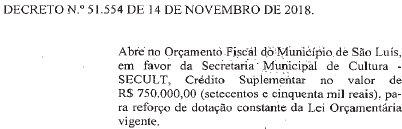 DECRETO N.º 51.554 DE 14 DE NOVEMBRO DE 2018.
Abre no Orçamento Fiscal do Município de São Luís,
em favor da Secretaria Municipal de Cultura -
SECULT, Crédito Suplementar no valor de
R$ 750.000,00 (setecentos e cinquenta mil reais), pa-
ra reforço de dotação constante da Lei Orçamentária
vigente.